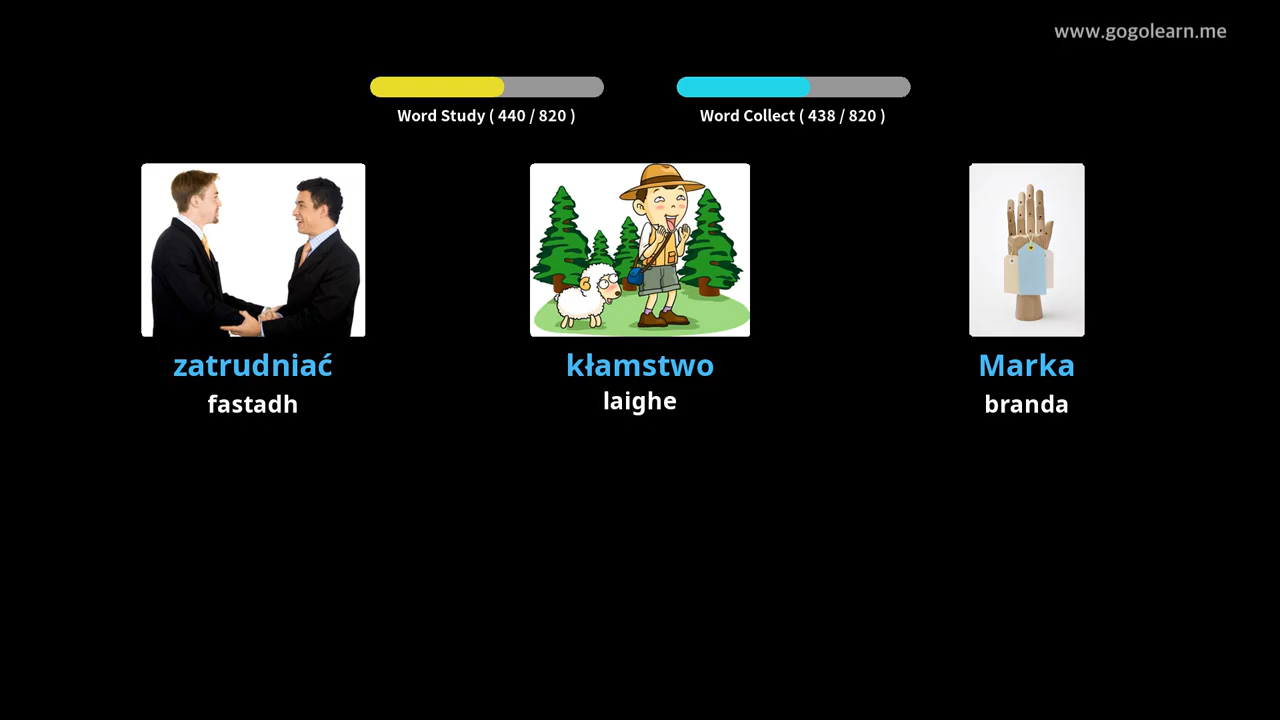 www.gogolearn.me
Word Study ( 440 / 820 )
Word Collect ( 438 / 820 )
zatrudniać
kłamstwo
Marka
fastadh
laighe
branda